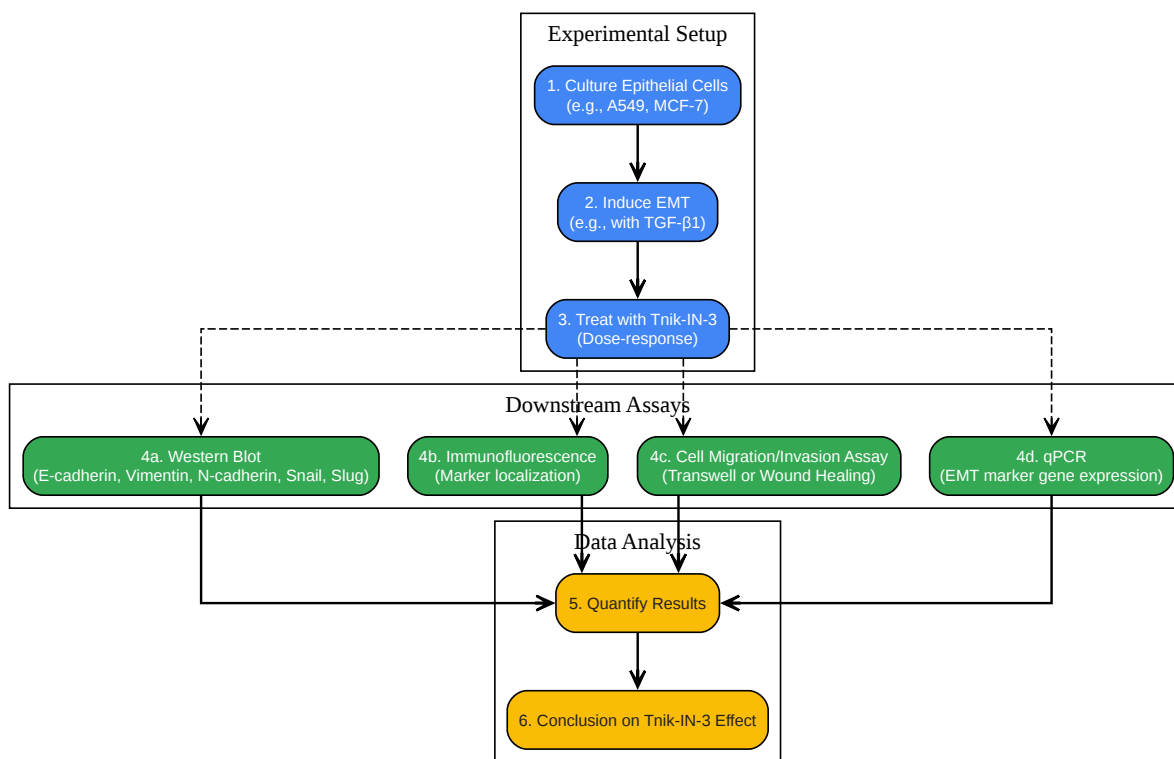 Experimental Setup
1. Culture Epithelial Cells
(e.g., A549, MCF-7)
2. Induce EMT
(e.g., with TGF-β1)
3. Treat with Tnik-IN-3
(Dose-response)
Downstream Assays
4a. Western Blot
(E-cadherin, Vimentin, N-cadherin, Snail, Slug)
4b. Immunofluorescence
(Marker localization)
4c. Cell Migration/Invasion Assay
(Transwell or Wound Healing)
4d. qPCR
(EMT marker gene expression)
Data Analysis
5. Quantify Results
6. Conclusion on Tnik-IN-3 Effect